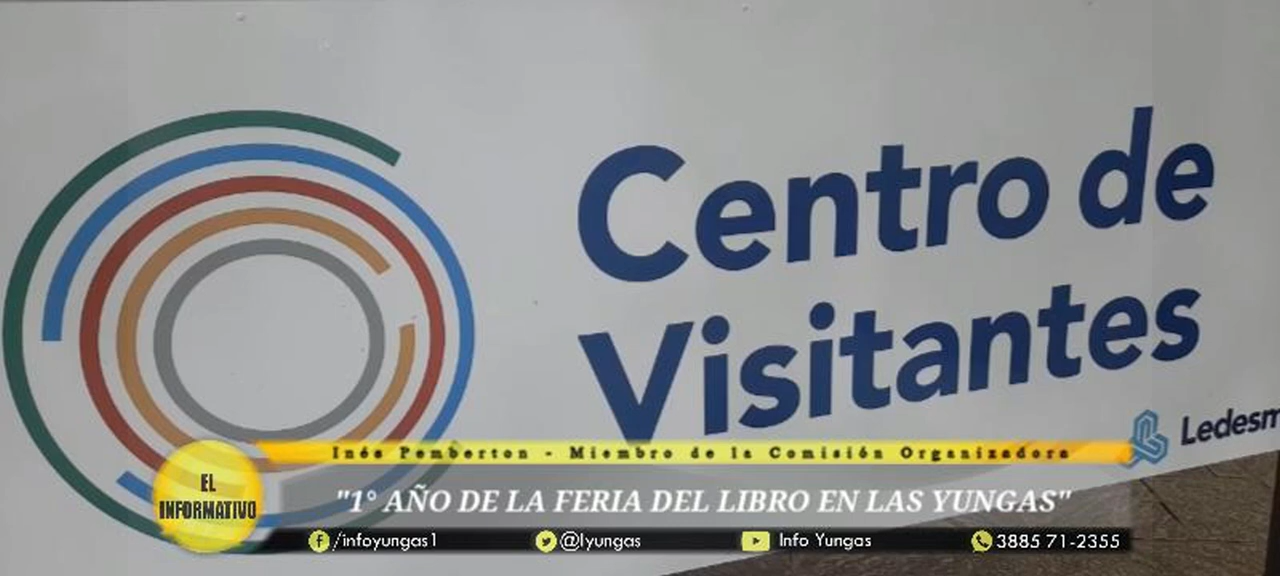 Centro de
Visitantes
Ledesm
Inés Pemberton - Miembro de la Comisión Organizadora
EL
INFORMATIVO
"1° AÑO DE LA FERIA DEL LIBRO EN LAS YUNGAS"
/infoyungas1 @Iyungas Info Yungas 3885 71-2355